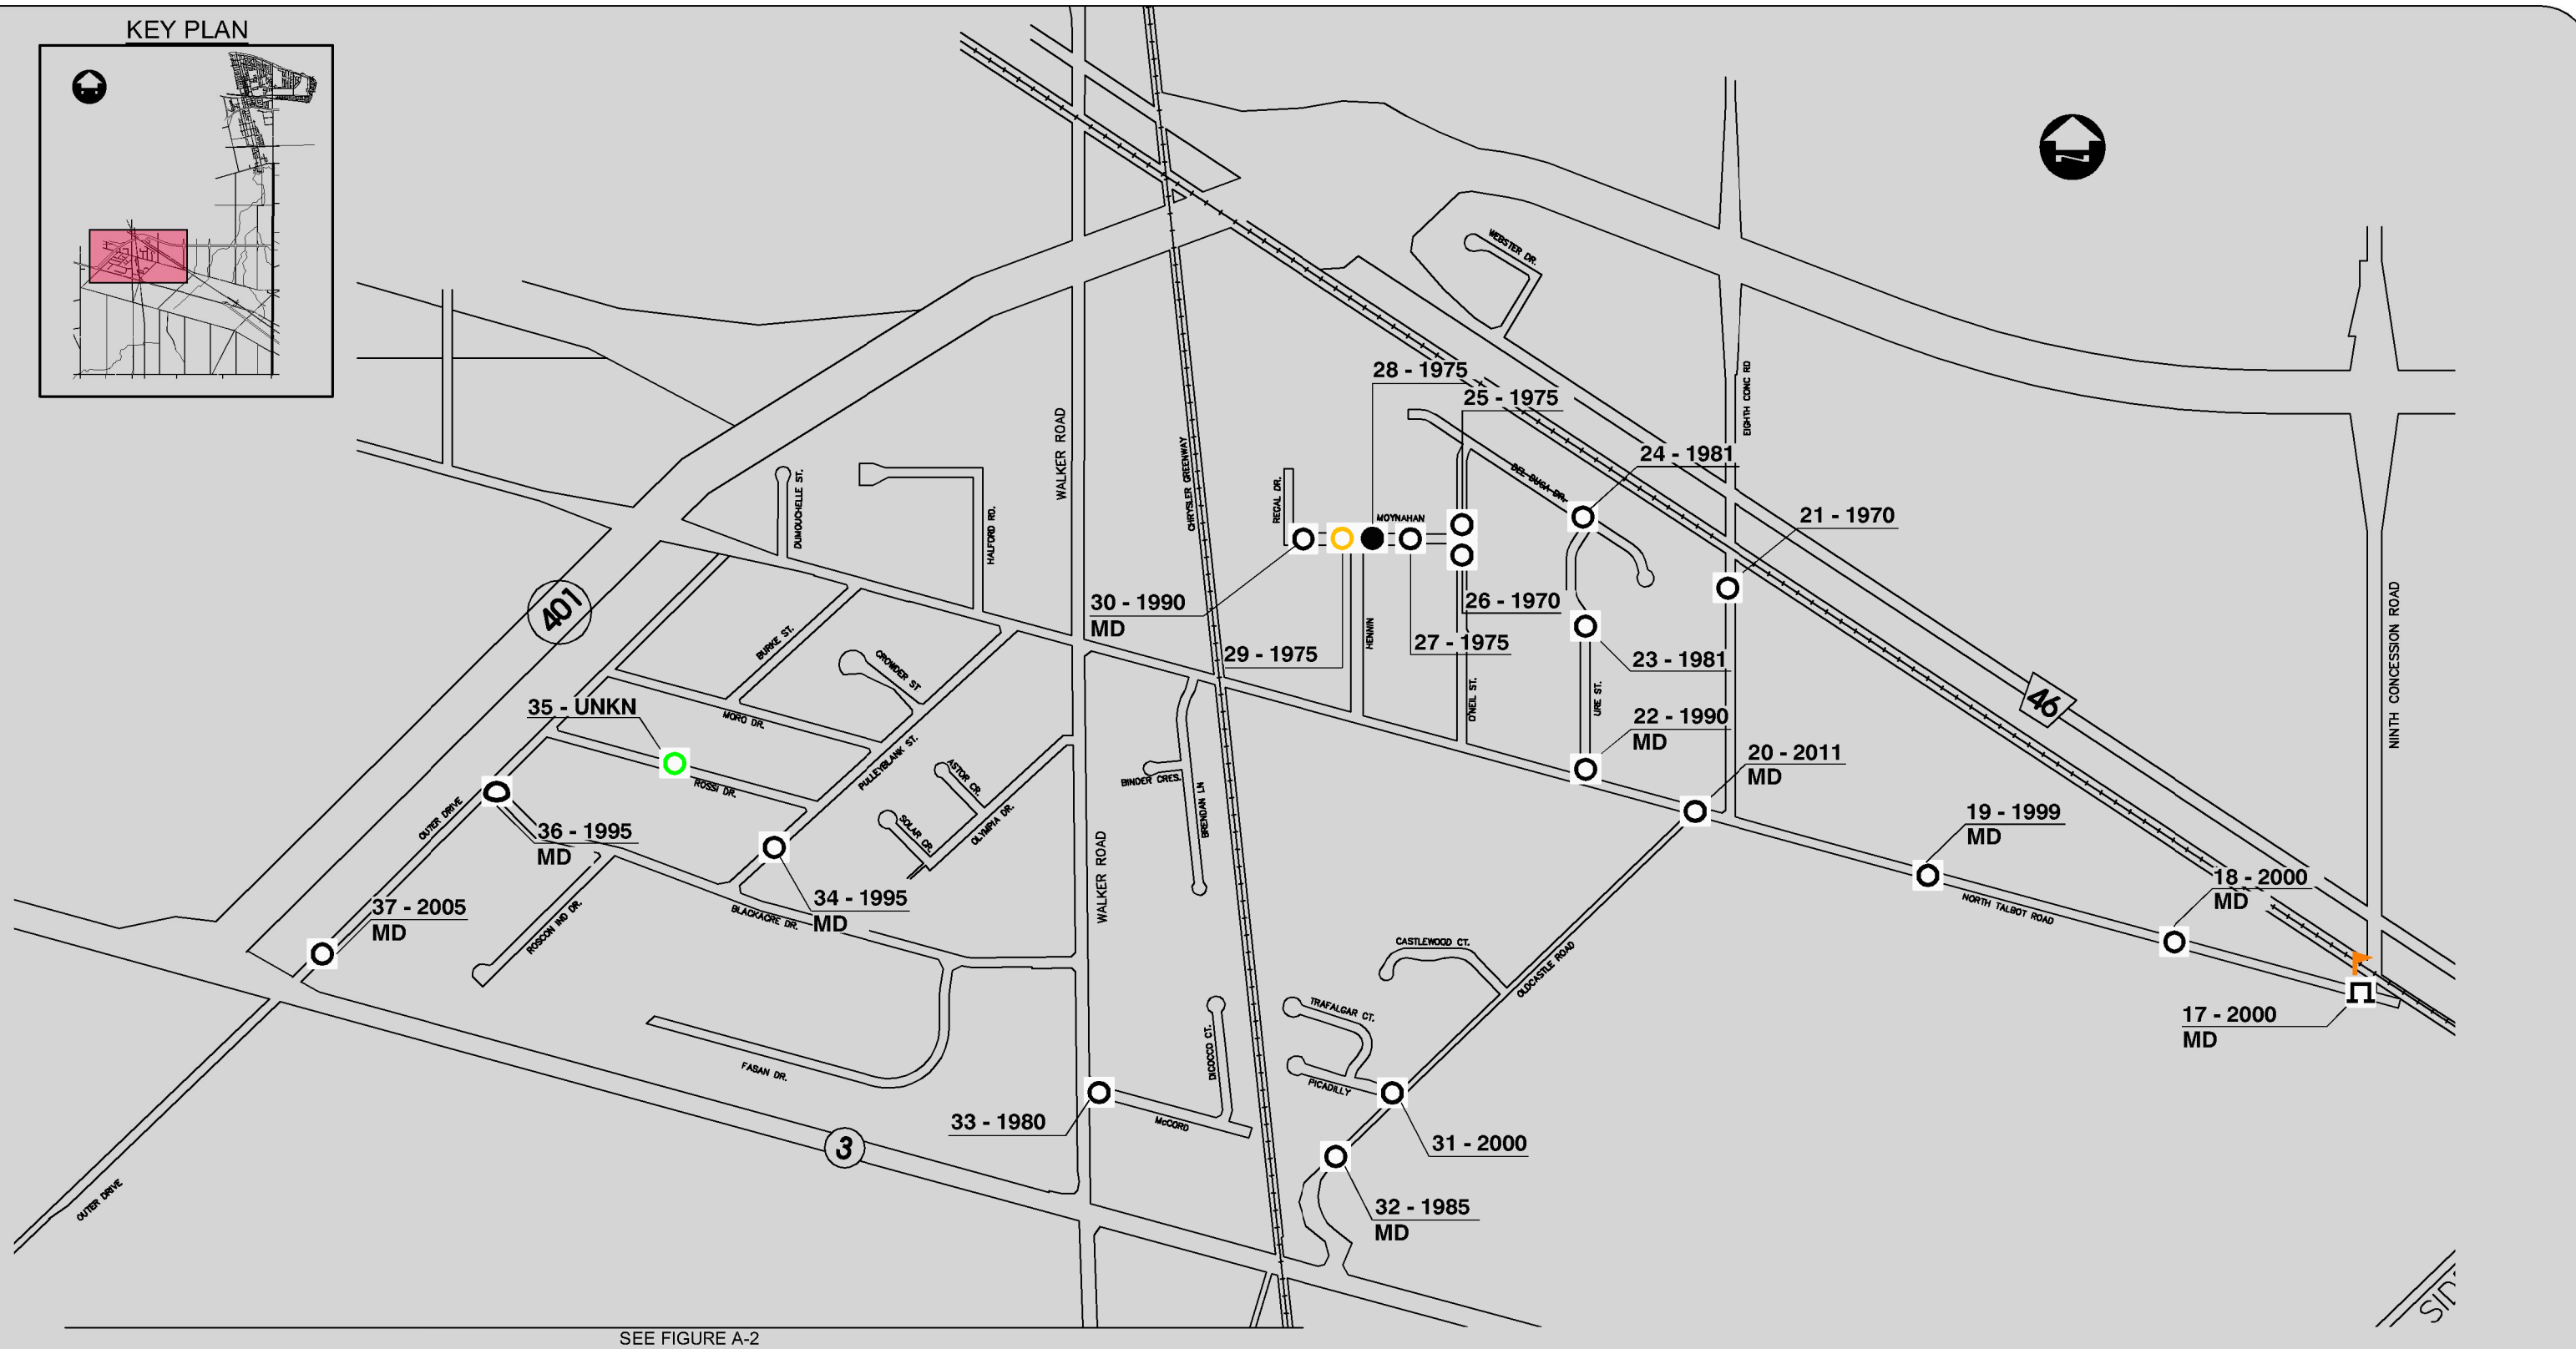 KEY PLAN
WEBSTER DR.
28 - 1975
25 - 1975
EIGHTH CONC RD
24 - 1981
WALKER ROAD
CHRYSLER GREENWAY
DEL DUCA DR.
DUMOUCHELLE ST.
HALFORD RD.
REGAL DR.
MOYNAHAN
21 - 1970
401
30 - 1990
MD
26 - 1970
27 - 1975
29 - 1975
HENNIN
BURKE ST.
CROWDER ST
23 - 1981
NINTH CONCESSION ROAD
35 - UNKN
MORO DR.
O'NEIL ST.
URE ST.
22 - 1990
MD
46
20 - 2011
MD
PULLEYBLANK ST.
ASTOR CR.
BINDER CRES.
BRENDAN LN
ROSSI DR.
OUTER DRIVE
SOLAR CR.
OLYMPIA DR.
19 - 1999
MD
36 - 1995
MD
18 - 2000
MD
34 - 1995
MD
37 - 2005
MD
BLACKACRE DR.
ROSCON IND DR.
WALKER ROAD
NORTH TALBOT ROAD
CASTLEWOOD CT.
OLDCASTLE ROAD
TRAFALGAR CT.
17 - 2000
MD
FASAN DR.
DICOCCO CT.
PICADILLY
33 - 1980
McCORD
3
31 - 2000
OUTER DRIVE
32 - 1985
MD
SID
SEE FIGURE A-2